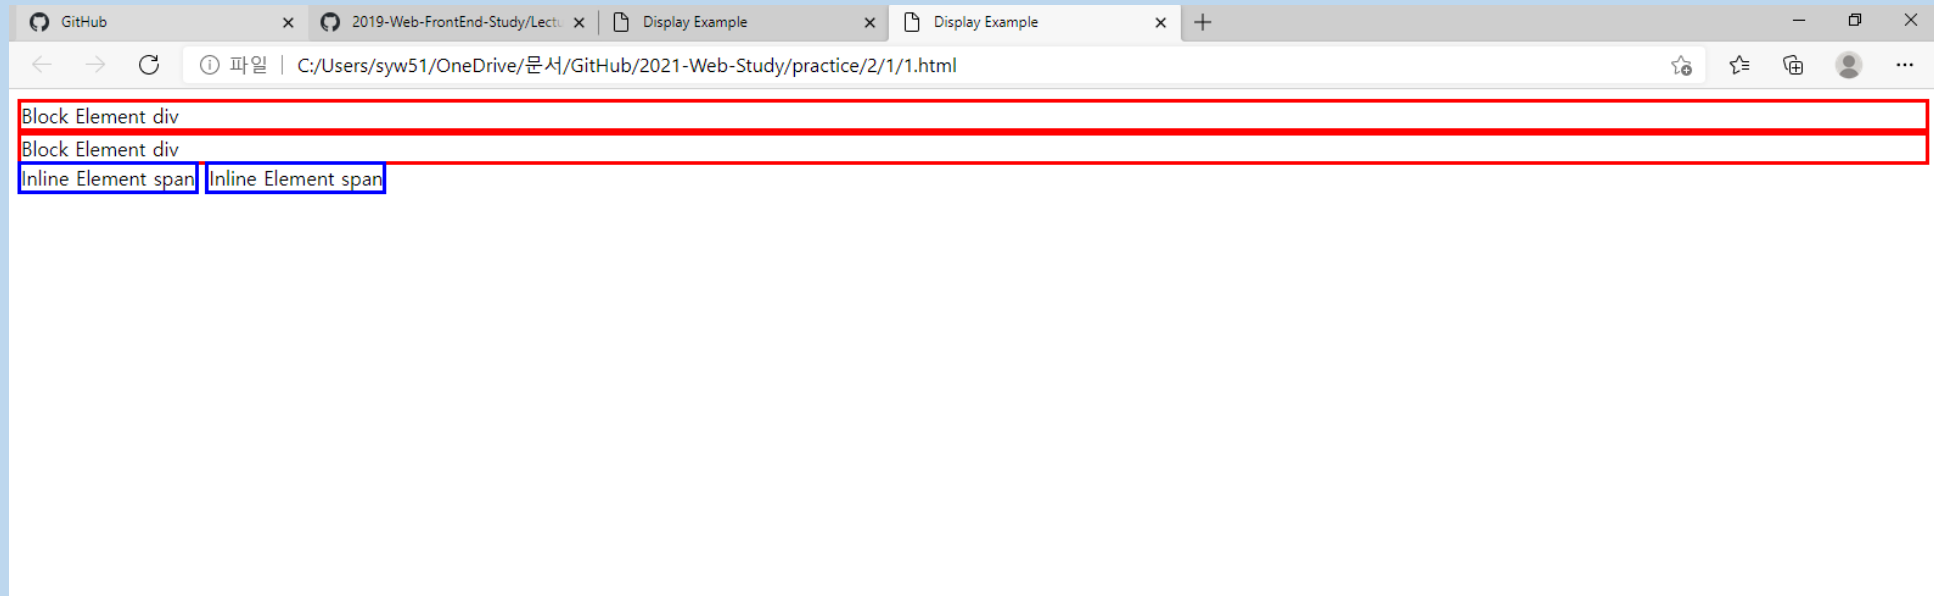 GitHub
2019-Web-FrontEnd-Study/Lectu
Display Example
Display Example
파일
C:/Users/syw51/OneDrive/문서/GitHub/2021-Web-Study/practice/2/1/1.html
Block Element div
Block Element div
Inline Element span Inline Element span